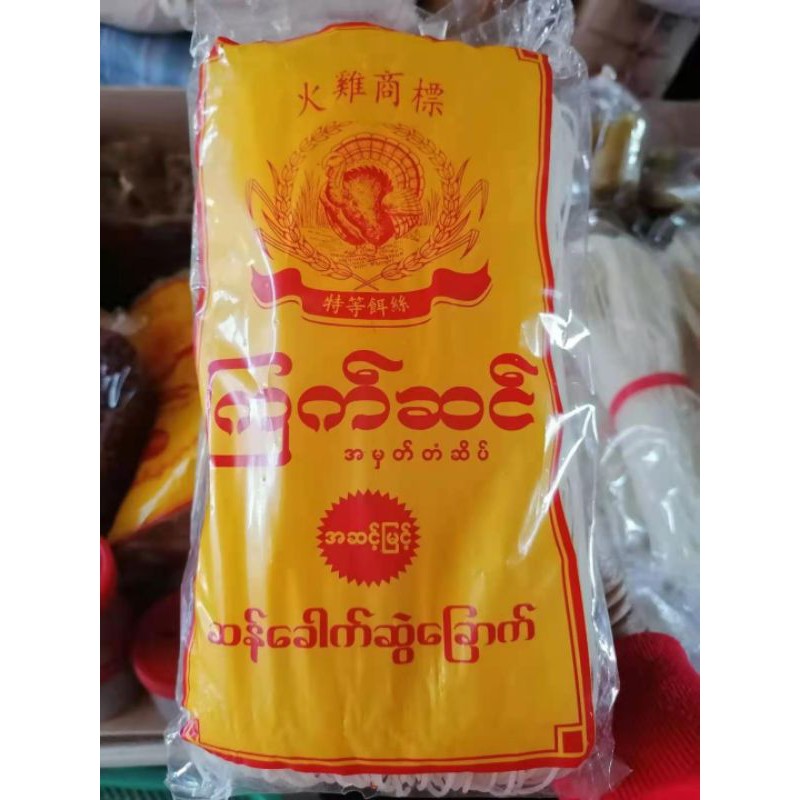 火雞商標
特等餌絲
ကြက်ဆင်
အမှတ်တံဆိပ်
အဆင့်မြင့်
ဆန်ခေါက်ဆွဲခြောက်